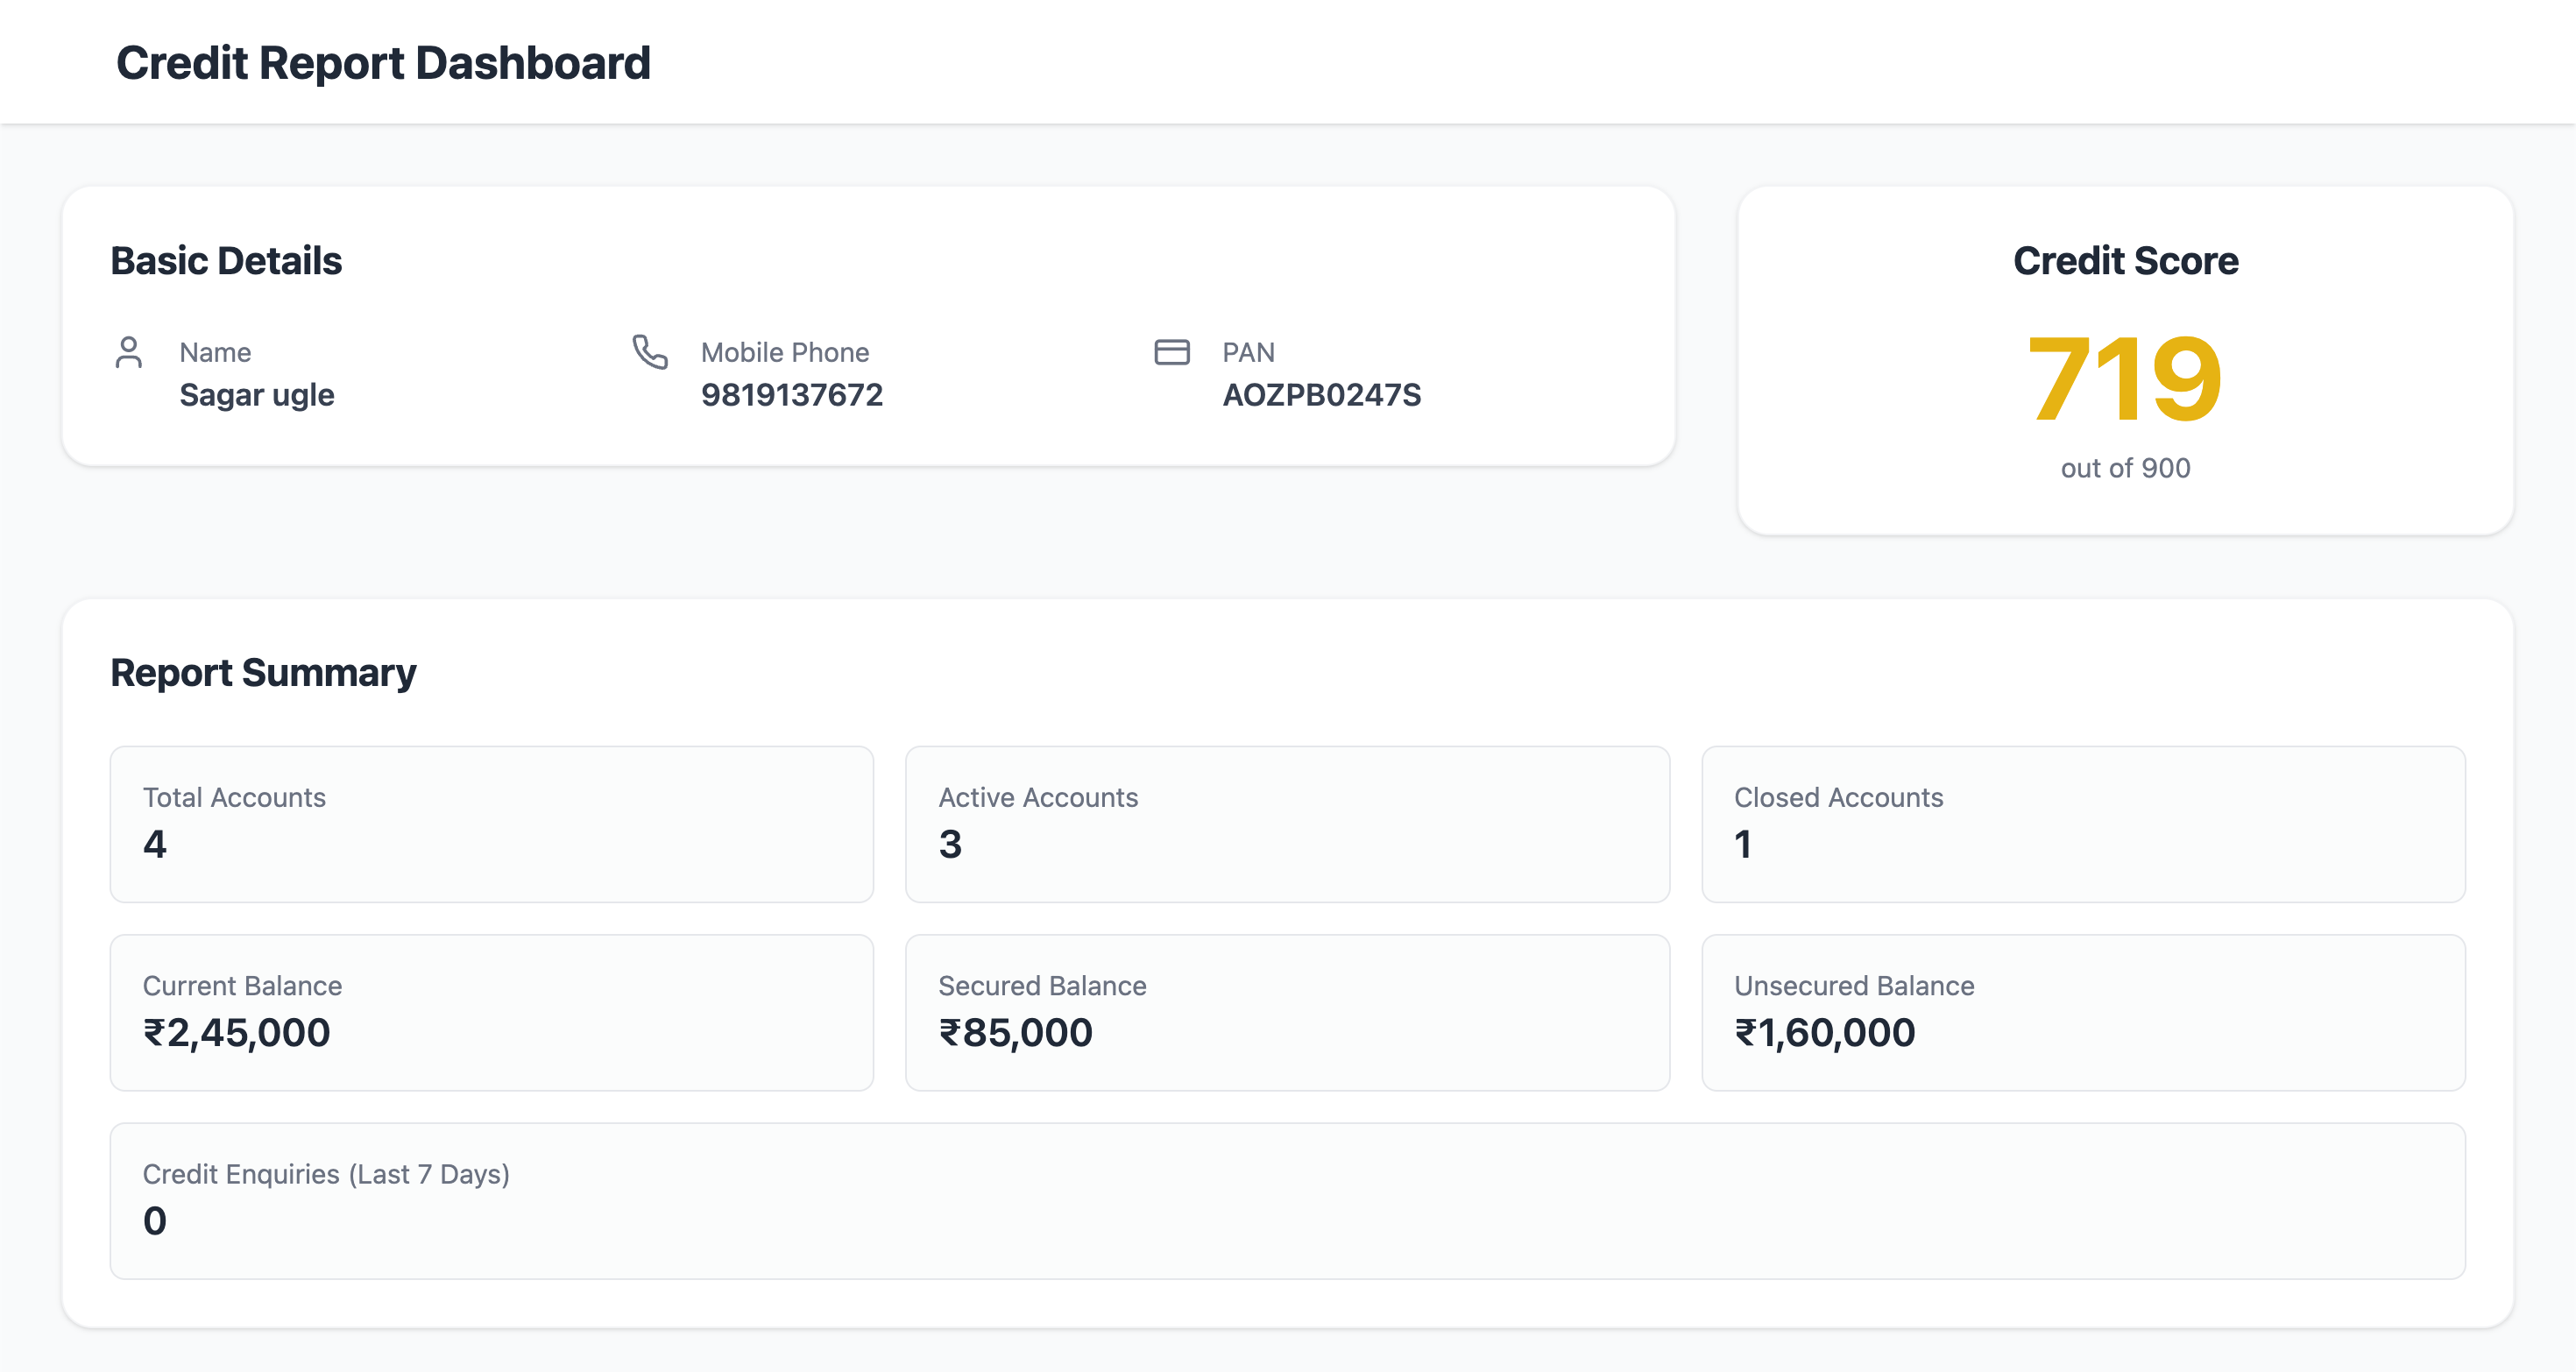 Credit Report Dashboard
Basic Details
Name
Sagar ugle
Mobile Phone
9819137672
PAN
AOZPB0247S
Credit Score
719
out of 900
Report Summary
Total Accounts
4
Active Accounts
3
Closed Accounts
1
Current Balance
₹2,45,000
Secured Balance
₹85,000
Unsecured Balance
₹1,60,000
Credit Enquiries (Last 7 Days)
0